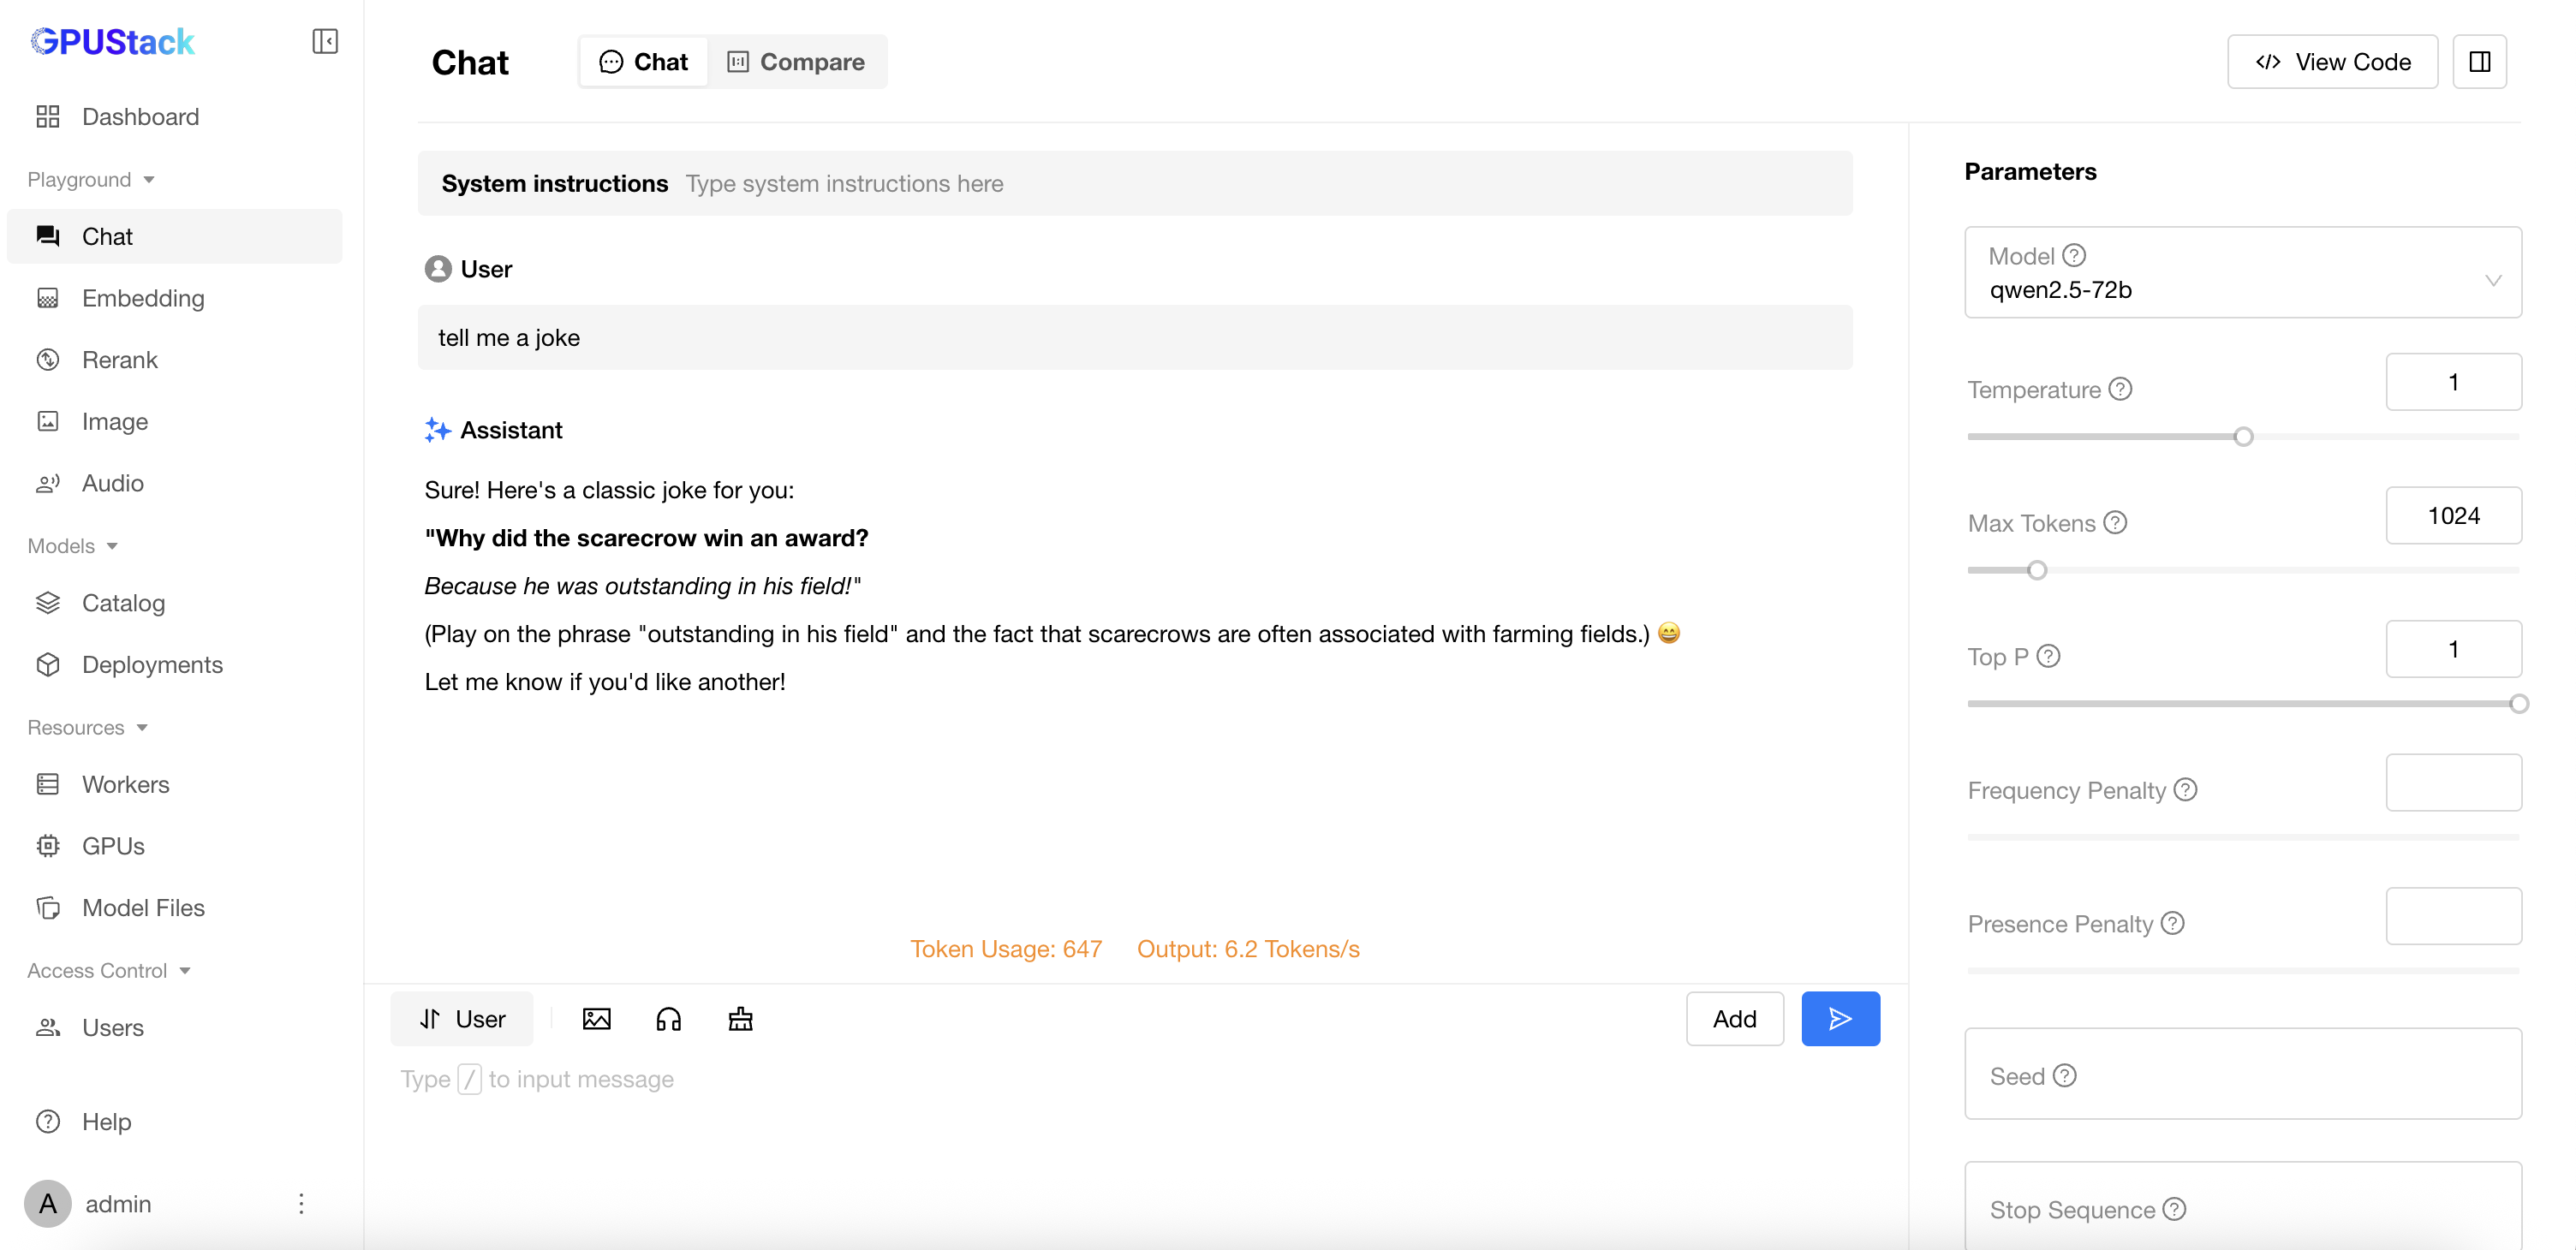 GPUStack
Dashboard
Playground
Chat
Embedding
Rerank
Image
Audio
Models
Catalog
Deployments
Resources
Workers
GPUs
Model Files
Access Control
Users
Help
A admin
Chat
Chat Compare
View Code
System instructions Type system instructions here
User
tell me a joke
Assistant
Sure! Here's a classic joke for you:
"Why did the scarecrow win an award?
Because he was outstanding in his field!"
(Play on the phrase "outstanding in his field" and the fact that scarecrows are often associated with farming fields.) 😄
Let me know if you'd like another!
Token Usage: 647 Output: 6.2 Tokens/s
User
Add
Type / to input message
Parameters
Model
qwen2.5-72b
Temperature 1
Max Tokens 1024
Top P 1
Frequency Penalty
Presence Penalty
Seed
Stop Sequence